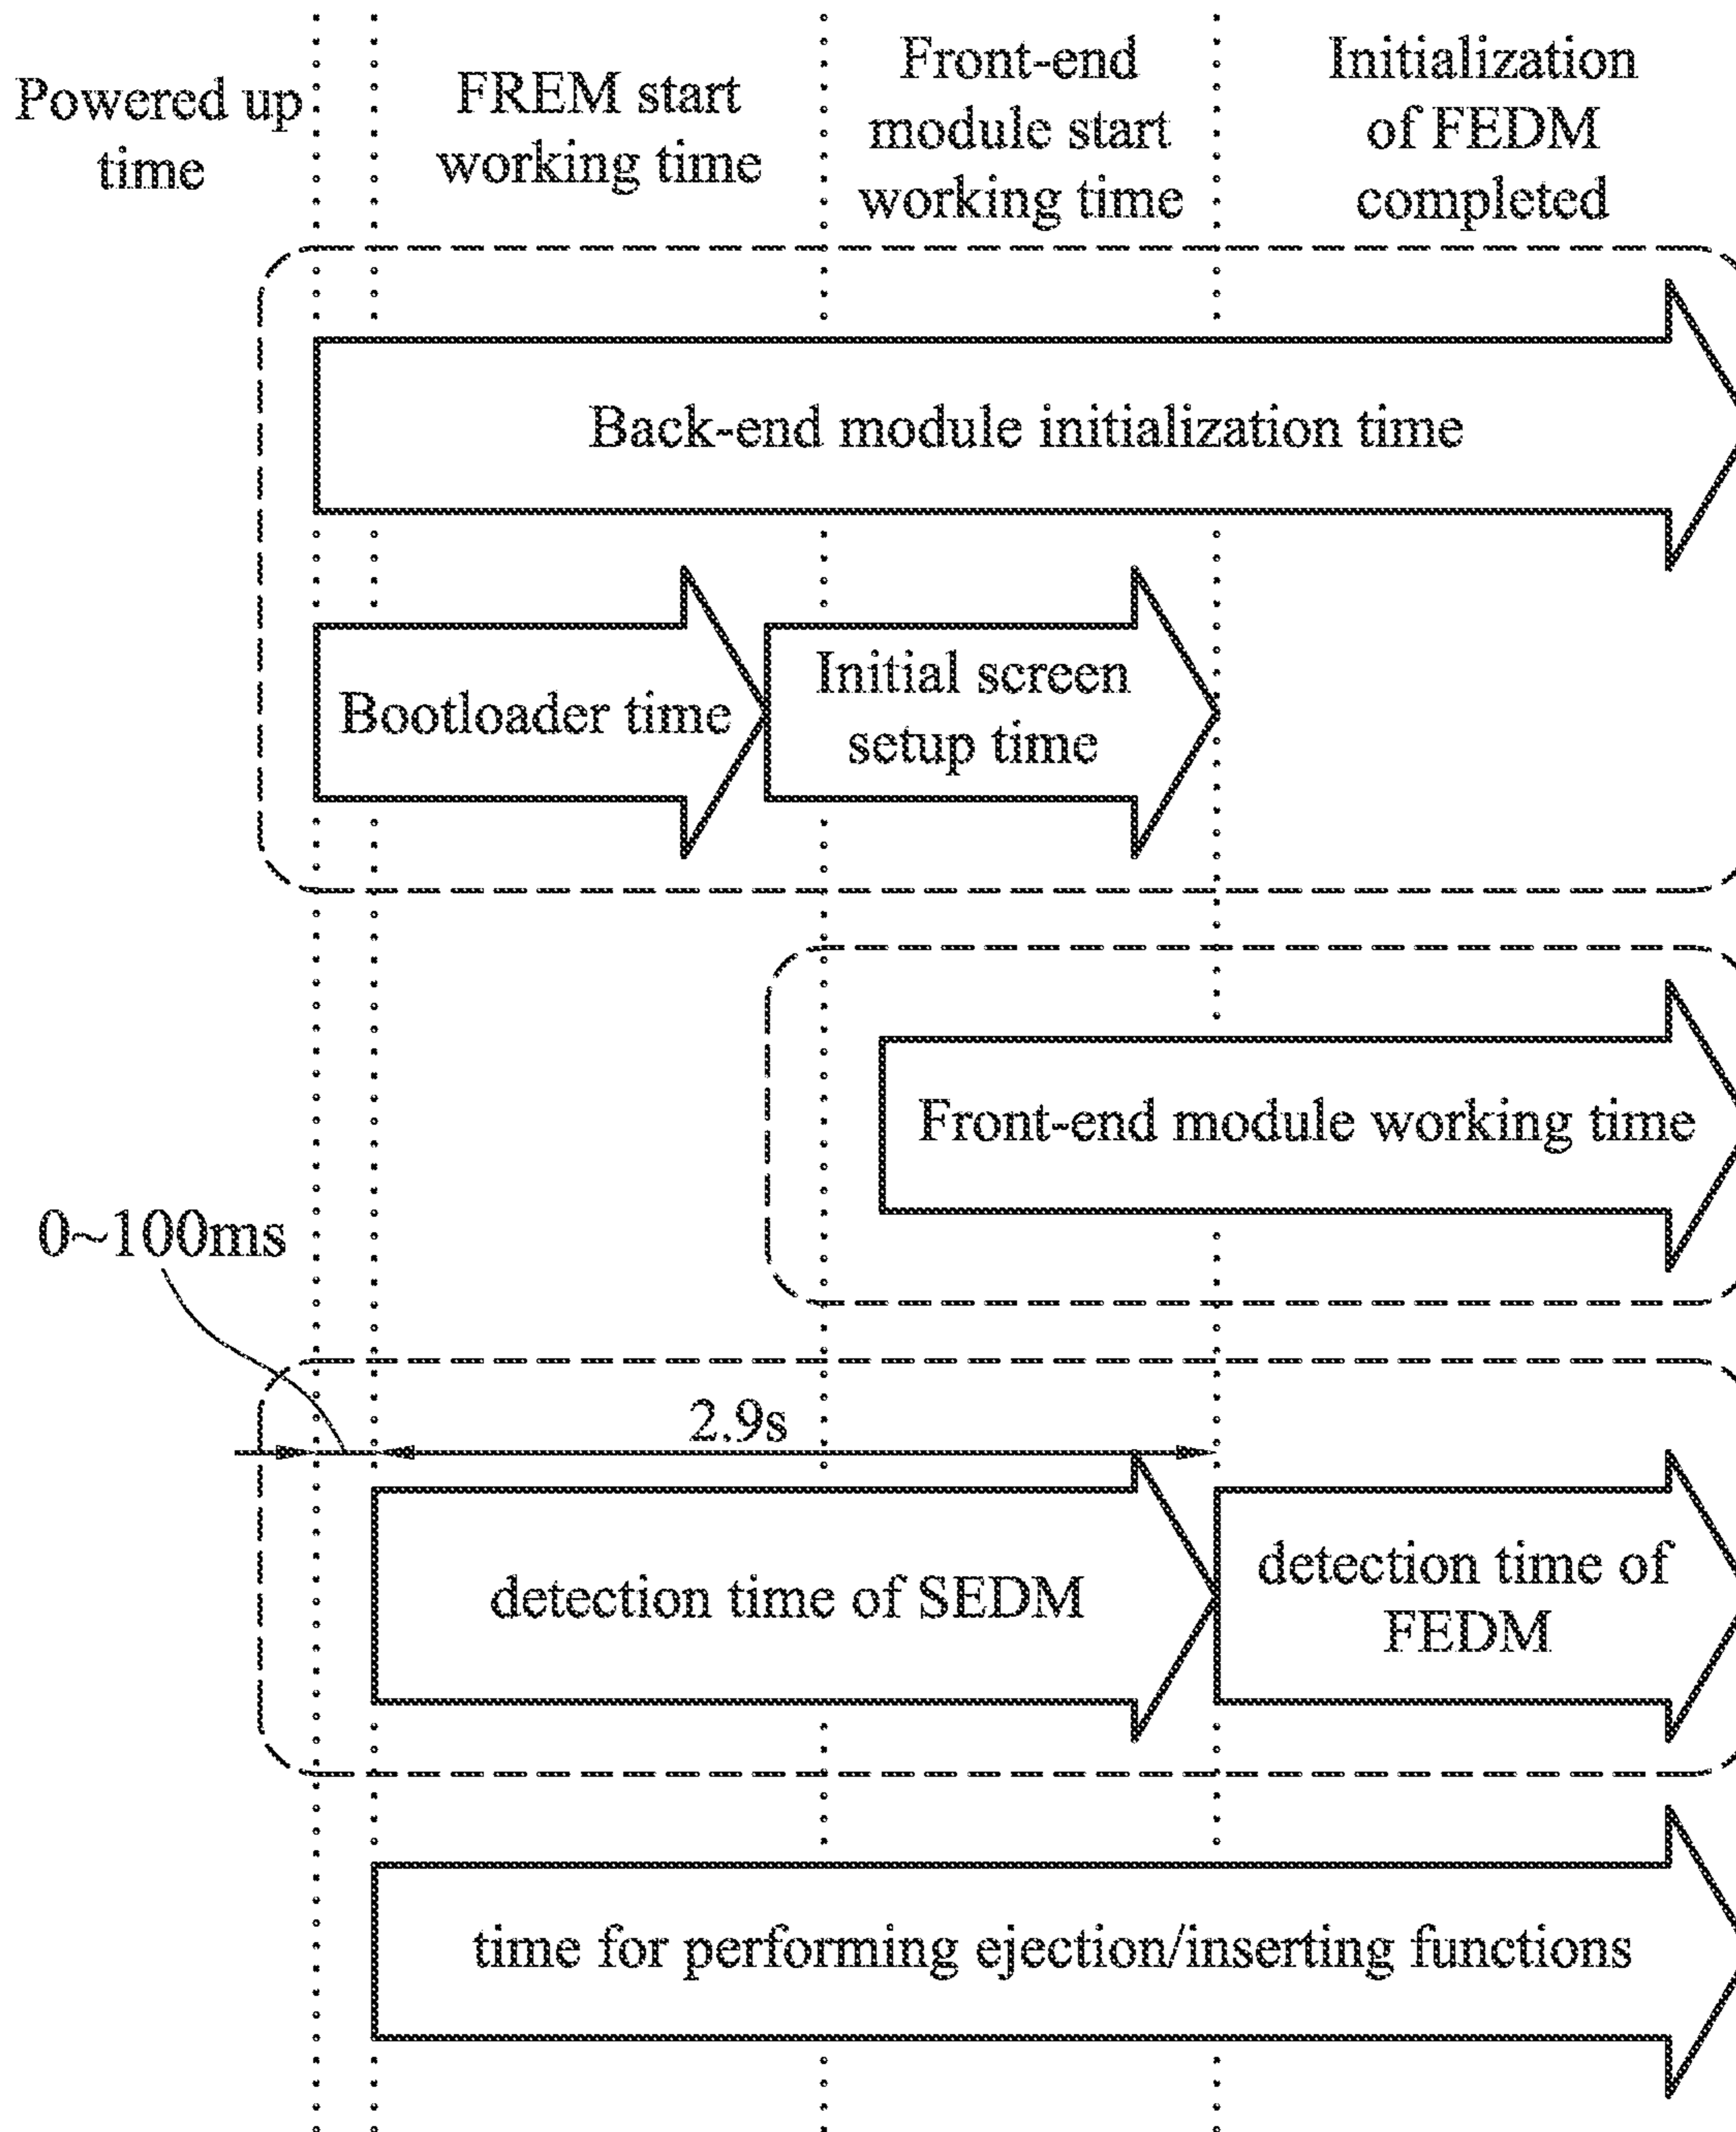 Powered up
time
FREM start
working time
Front-end
module start
working time
Initialization
of FEDM
completed
Back-end module initialization time
Bootloader time
Initial screen
setup time
Front-end module working time
0~100ms
2.9s
detection time of SEDM
detection time of
FEDM
time for performing ejection/inserting functions